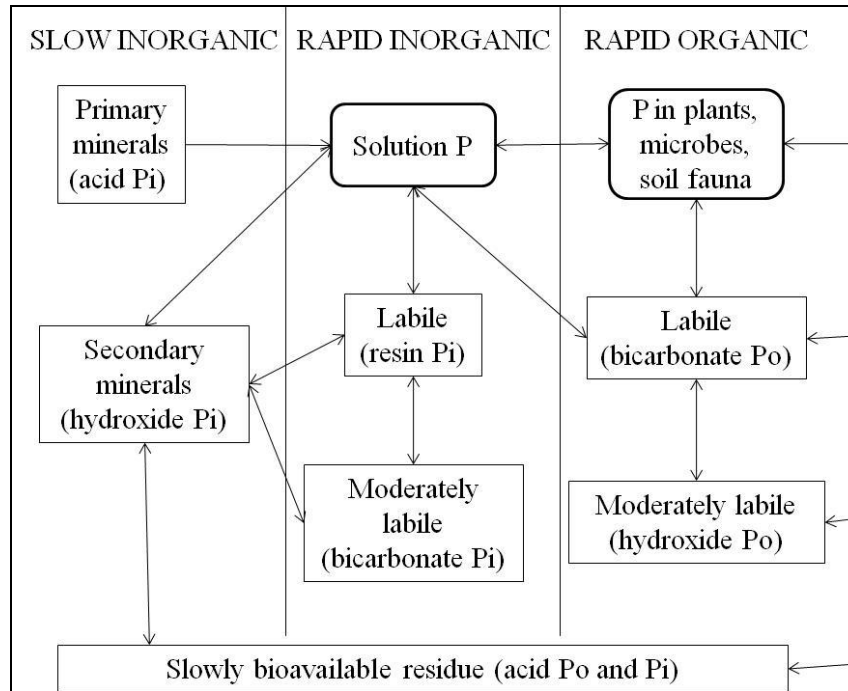 SLOW INORGANIC
RAPID INORGANIC
RAPID ORGANIC
Primary
minerals
(acid Pi)
Solution P
P in plants,
microbes,
soil fauna
Secondary
minerals
(hydroxide Pi)
Labile
(resin Pi)
Labile
(bicarbonate Po)
Moderately
labile
(bicarbonate Pi)
Moderately labile
(hydroxide Po)
Slowly bioavailable residue (acid Po and Pi)